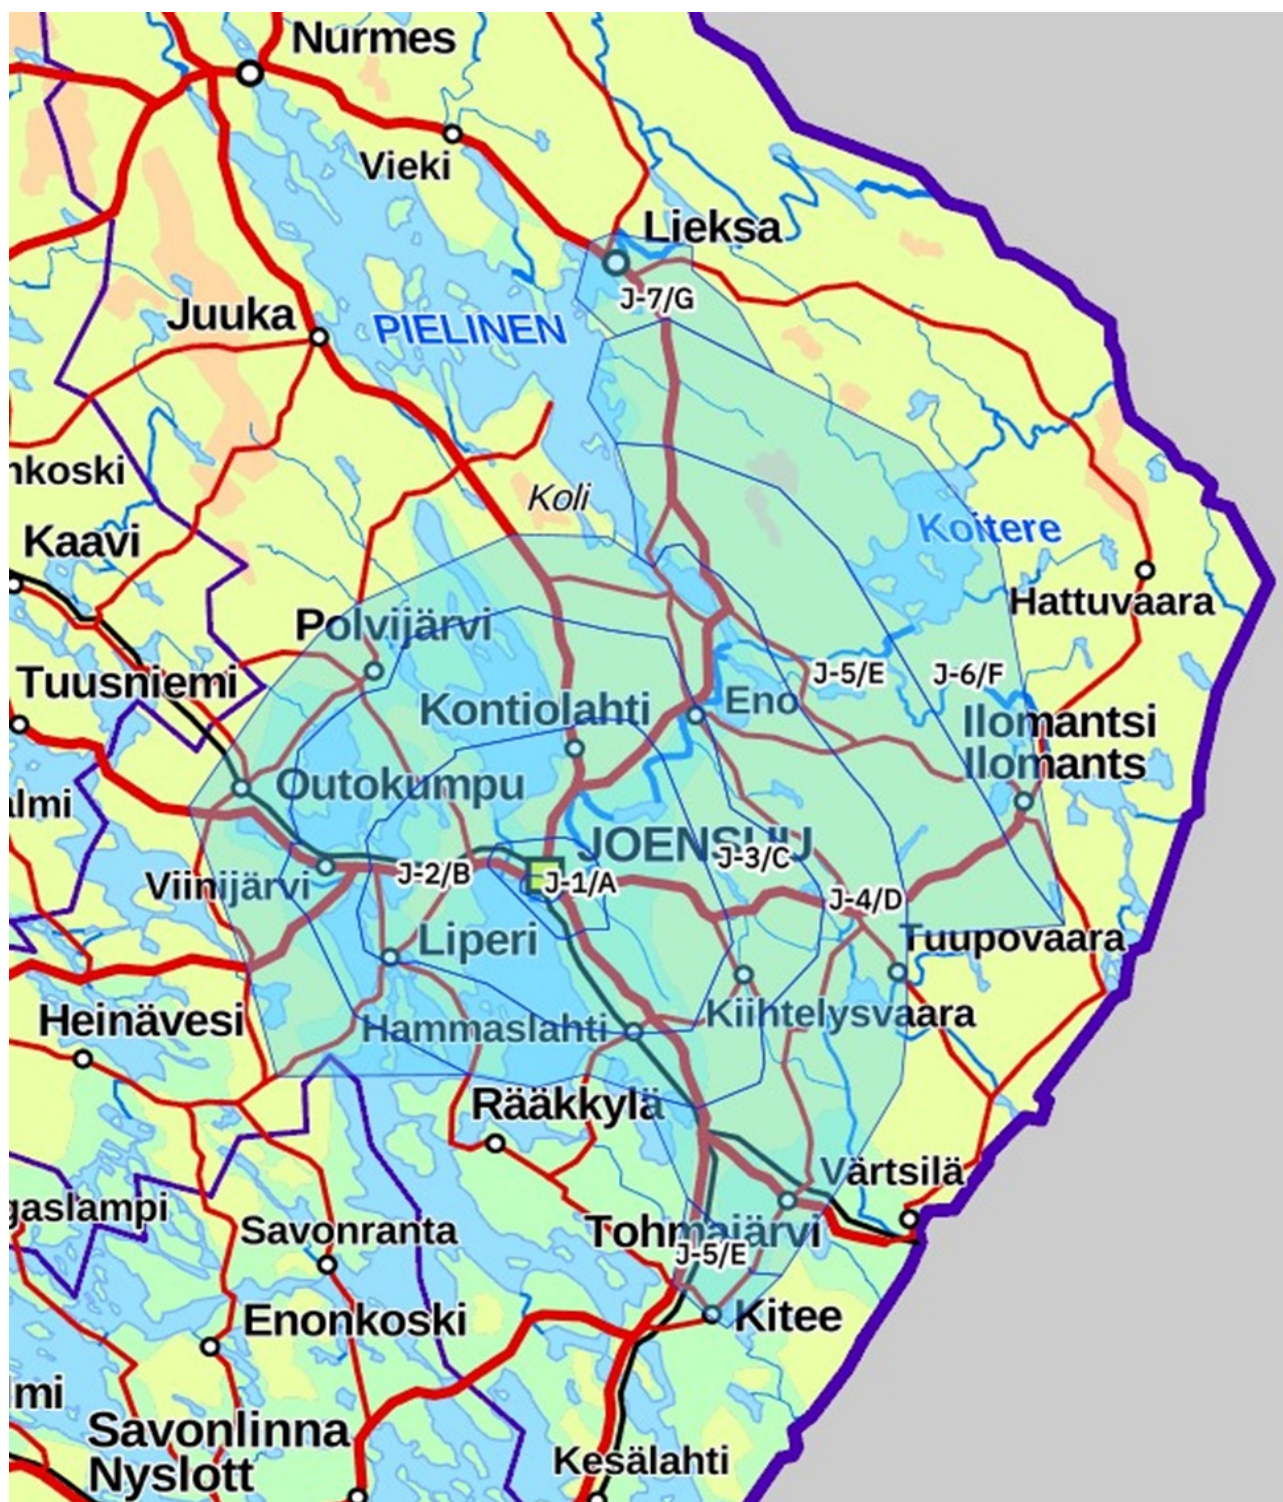 Nurmes
Vieki
Lieksa
J-7/G
Juuka
PIELINEN
nkoski
Koli
Kaavi
Koitere
Hattuvaara
Polvijärvi
Tuusniemi
J-5/E
J-6/F
Kontiolahti
Eno
Ilomantsi
Ilomants
Outokumpu
almi
JOENSUU
J-3/C
J-2/B
J-1/A
Viinijärvi
J-4/D
Liperi
Tuupovaara
Heinävesi
Hammaslahti
Kiihtelysvaara
Rääkkylä
Värtsilä
gaslampi
Savonranta
Tohmajärvi
J-5/E
Enonkoski
Kitee
mi
Savonlinna
Nyslott
Kesälahti